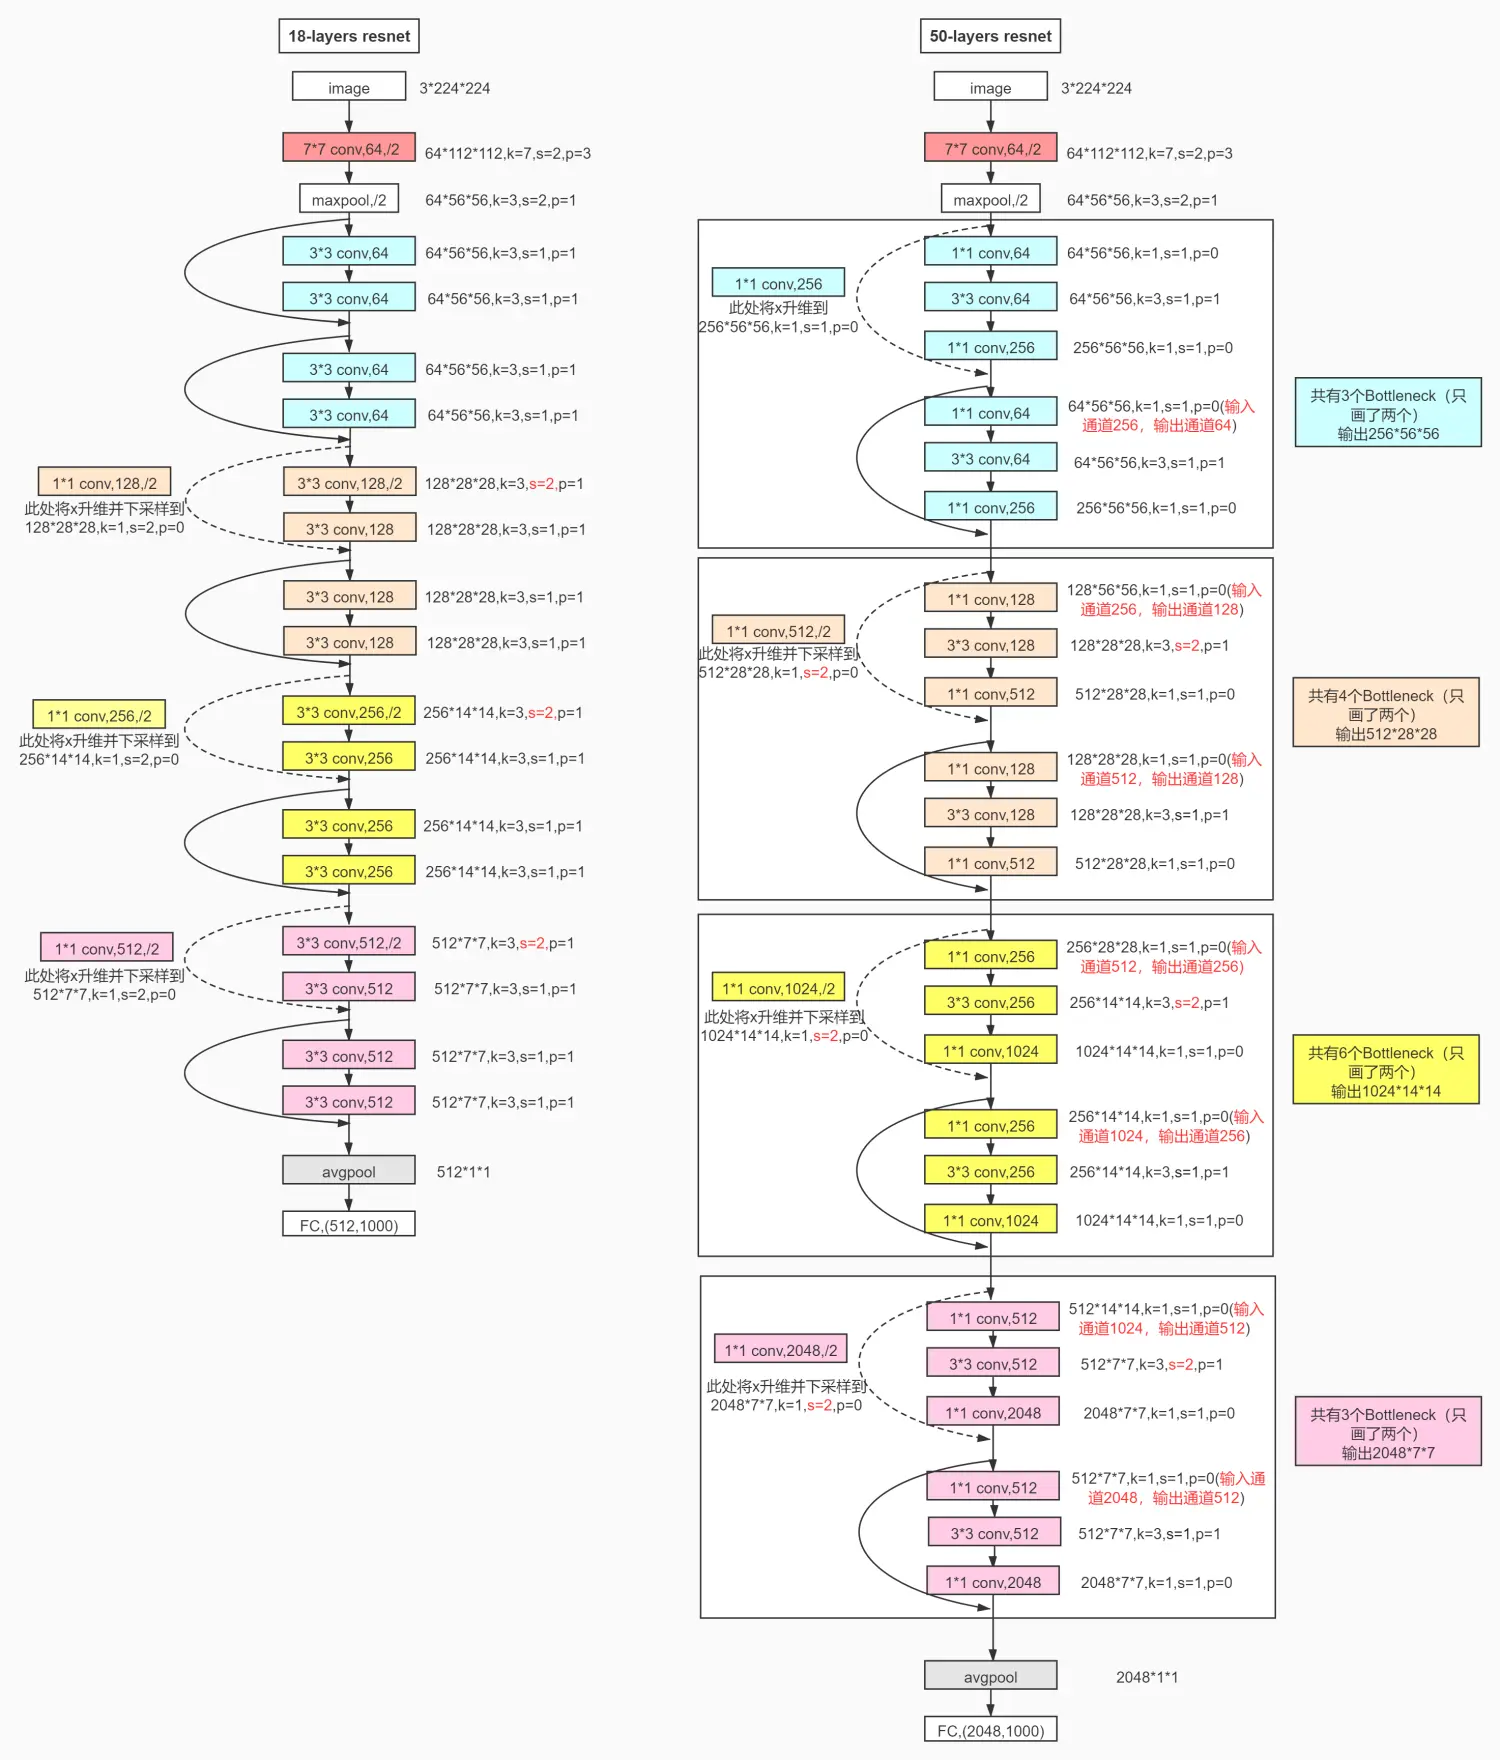 18-layers resnet
image
3*224*224
7*7 conv,64,/2
64*112*112,k=7,s=2,p=3
maxpool,/2
64*56*56,k=3,s=2,p=1
3*3 conv,64
64*56*56,k=3,s=1,p=1
3*3 conv,64
64*56*56,k=3,s=1,p=1
3*3 conv,64
64*56*56,k=3,s=1,p=1
3*3 conv,64
64*56*56,k=3,s=1,p=1
1*1 conv,128,/2
此处将x升维并下采样到
128*28*28,k=1,s=2,p=0
3*3 conv,128,/2
128*28*28,k=3,s=2,p=1
3*3 conv,128
128*28*28,k=3,s=1,p=1
3*3 conv,128
128*28*28,k=3,s=1,p=1
3*3 conv,128
128*28*28,k=3,s=1,p=1
1*1 conv,256,/2
此处将x升维并下采样到
256*14*14,k=1,s=2,p=0
3*3 conv,256,/2
256*14*14,k=3,s=2,p=1
3*3 conv,256
256*14*14,k=3,s=1,p=1
3*3 conv,256
256*14*14,k=3,s=1,p=1
3*3 conv,256
256*14*14,k=3,s=1,p=1
1*1 conv,512,/2
此处将x升维并下采样到
512*7*7,k=1,s=2,p=0
3*3 conv,512,/2
512*7*7,k=3,s=2,p=1
3*3 conv,512
512*7*7,k=3,s=1,p=1
3*3 conv,512
512*7*7,k=3,s=1,p=1
3*3 conv,512
512*7*7,k=3,s=1,p=1
avgpool
512*1*1
FC,(512,1000)
50-layers resnet
image
3*224*224
7*7 conv,64,/2
64*112*112,k=7,s=2,p=3
maxpool,/2
64*56*56,k=3,s=2,p=1
1*1 conv,256
此处将x升维到
256*56*56,k=1,s=1,p=0
1*1 conv,64
64*56*56,k=1,s=1,p=0
3*3 conv,64
64*56*56,k=3,s=1,p=1
1*1 conv,256
256*56*56,k=1,s=1,p=0
1*1 conv,64
64*56*56,k=1,s=1,p=0(输入
通道256，输出通道64)
3*3 conv,64
64*56*56,k=3,s=1,p=1
1*1 conv,256
256*56*56,k=1,s=1,p=0
共有3个Bottleneck（只
画了两个）
输出256*56*56
1*1 conv,512,/2
此处将x升维并下采样到
512*28*28,k=1,s=2,p=0
1*1 conv,128
128*56*56,k=1,s=1,p=0(输入
通道256，输出通道128)
3*3 conv,128
128*28*28,k=3,s=2,p=1
1*1 conv,512
512*28*28,k=1,s=1,p=0
1*1 conv,128
128*28*28,k=1,s=1,p=0(输入
通道512，输出通道128)
3*3 conv,128
128*28*28,k=3,s=1,p=1
1*1 conv,512
512*28*28,k=1,s=1,p=0
共有4个Bottleneck（只
画了两个）
输出512*28*28
1*1 conv,1024,/2
此处将x升维并下采样到
1024*14*14,k=1,s=2,p=0
1*1 conv,256
256*28*28,k=1,s=1,p=0(输入
通道512，输出通道256)
3*3 conv,256
256*14*14,k=3,s=2,p=1
1*1 conv,1024
1024*14*14,k=1,s=1,p=0
1*1 conv,256
256*14*14,k=1,s=1,p=0(输入
通道1024，输出通道256)
3*3 conv,256
256*14*14,k=3,s=1,p=1
1*1 conv,1024
1024*14*14,k=1,s=1,p=0
共有6个Bottleneck（只
画了两个）
输出1024*14*14
1*1 conv,2048,/2
此处将x升维并下采样到
2048*7*7,k=1,s=2,p=0
1*1 conv,512
512*14*14,k=1,s=1,p=0(输入
通道1024，输出通道512)
3*3 conv,512
512*7*7,k=3,s=2,p=1
1*1 conv,2048
2048*7*7,k=1,s=1,p=0
1*1 conv,512
512*7*7,k=1,s=1,p=0(输入通
道2048，输出通道512)
3*3 conv,512
512*7*7,k=3,s=1,p=1
1*1 conv,2048
2048*7*7,k=1,s=1,p=0
共有3个Bottleneck（只
画了两个）
输出2048*7*7
avgpool
2048*1*1
FC,(2048,1000)